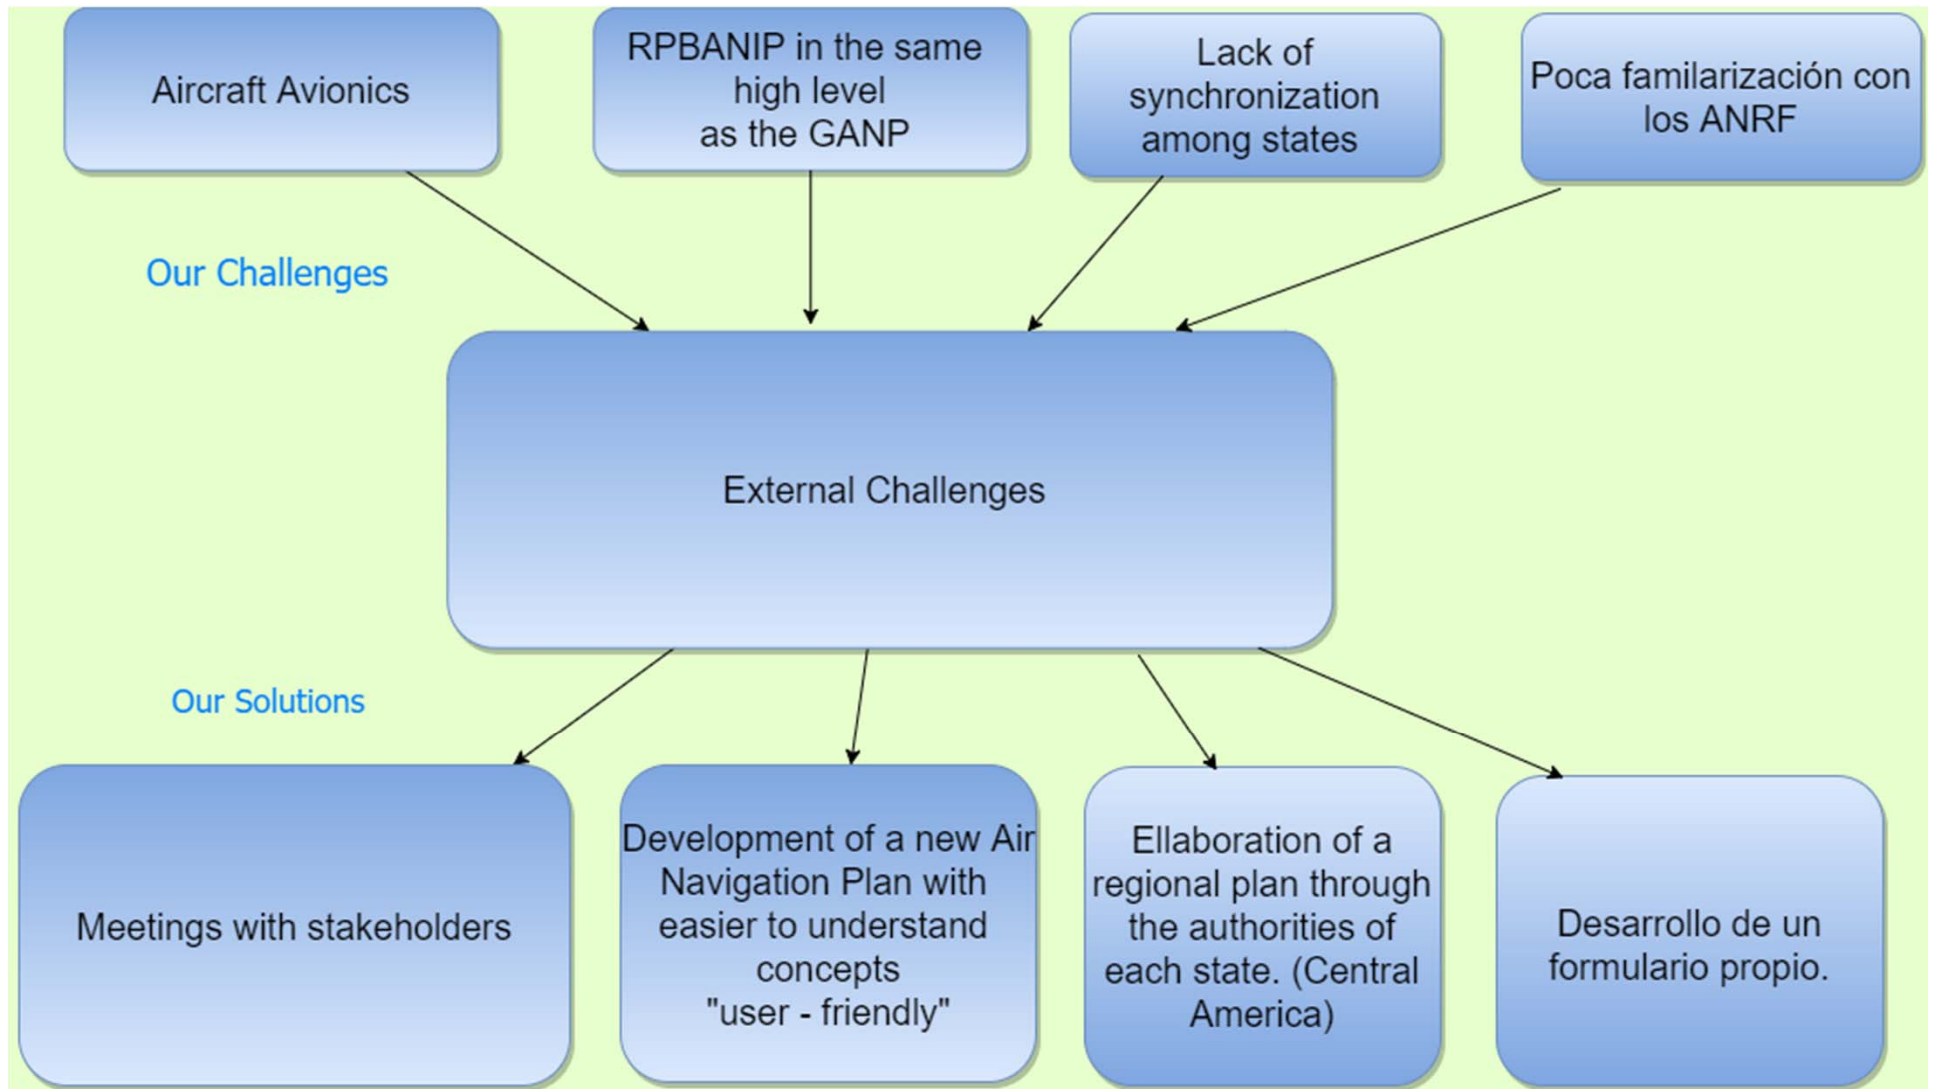 Aircraft Avionics
RPBANIP in the same
high level
as the GANP
Lack of
synchronization
among states
Poca familarización con
los ANRF
Our Challenges
External Challenges
Our Solutions
Meetings with stakeholders
Development of a new Air
Navigation Plan with
easier to understand
concepts
"user - friendly"
Ellaboration of a
regional plan through
the authorities of
each state. (Central
America)
Desarrollo de un
formulario propio.